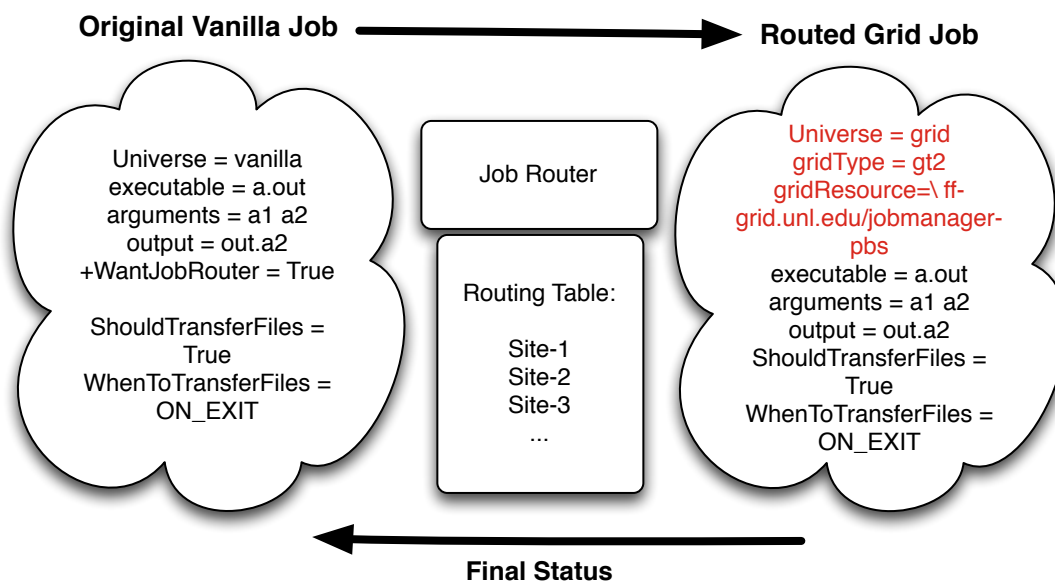 Original Vanilla Job
Routed Grid Job
Universe = vanilla
executable = a.out
arguments = a1 a2
output = out.a2
+WantJobRouter = True
ShouldTransferFiles =
True
WhenToTransferFiles =
ON_EXIT
Job Router
Routing Table:
Site-1
Site-2
Site-3
...
Universe = grid
gridType = gt2
gridResource=\ ff-
grid.unl.edu/jobmanager-
pbs
executable = a.out
arguments = a1 a2
output = out.a2
ShouldTransferFiles =
True
WhenToTransferFiles =
ON_EXIT
Final Status